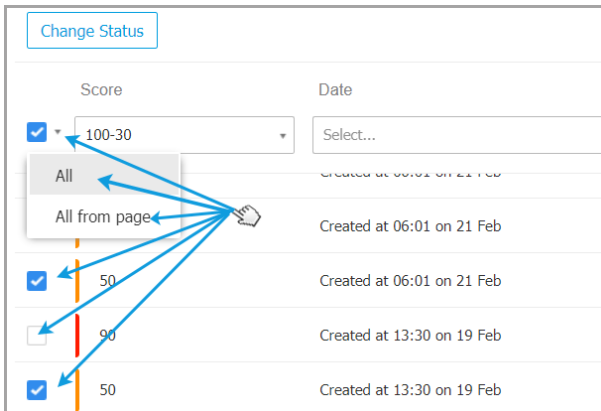 Change Status
Score Date
100-30 Select...
All
All from page
Created at 06:01 on 21 Feb
50 Created at 06:01 on 21 Feb
90 Created at 13:30 on 19 Feb
50 Created at 13:30 on 19 Feb